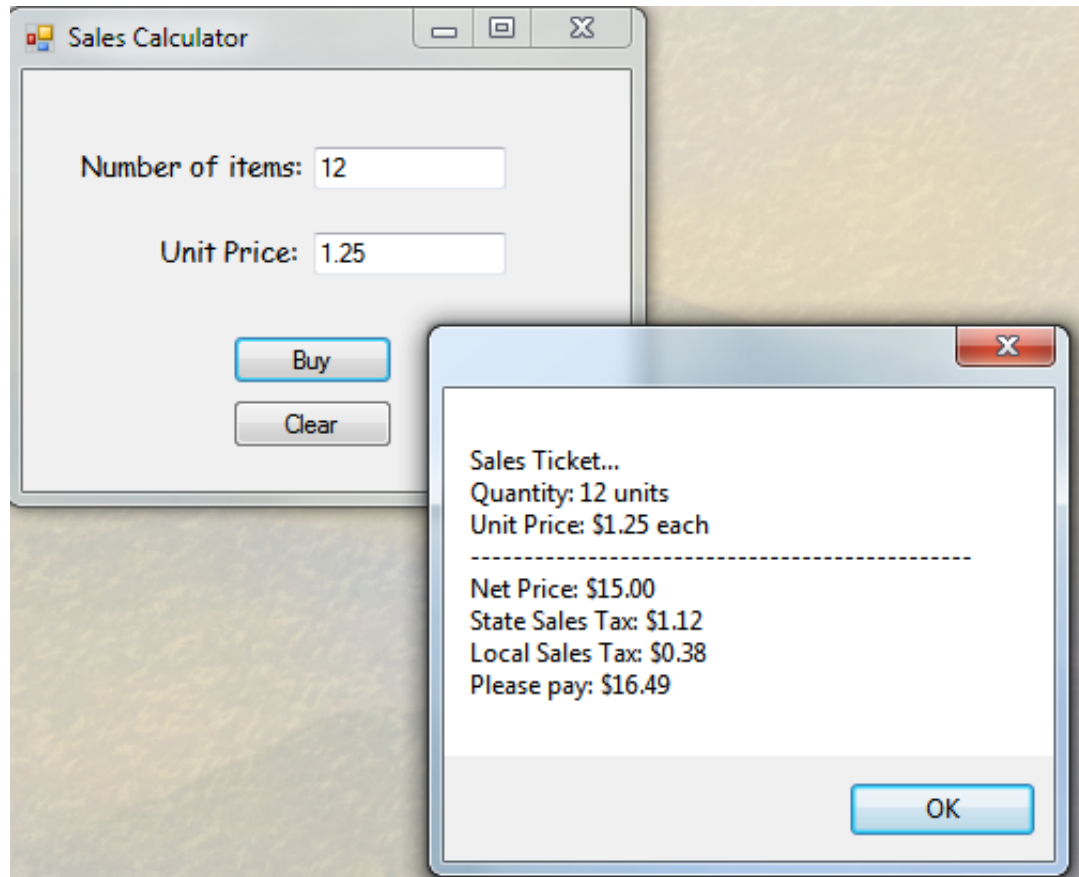 Sales Calculator
Number of items: 12
Unit Price: 1.25
Buy
Clear
Sales Ticket...
Quantity: 12 units
Unit Price: $1.25 each
-----------------------------------------------
Net Price: $15.00
State Sales Tax: $1.12
Local Sales Tax: $0.38
Please pay: $16.49
OK